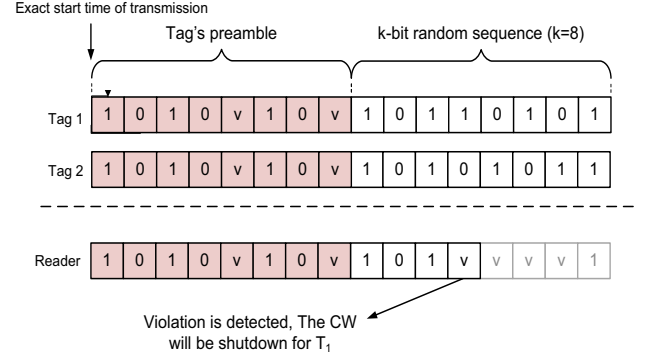 Exact start time of transmission
Tag's preamble
k-bit random sequence (k=8)
Tag 1 1 0 1 0 v 1 0 v 1 0 1 1 0 1 0 1
Tag 2 1 0 1 0 v 1 0 v 1 0 1 0 1 0 1 1
Reader 1 0 1 0 v 1 0 v 1 0 1 v v v v 1
Violation is detected, The CW
will be shutdown for T1